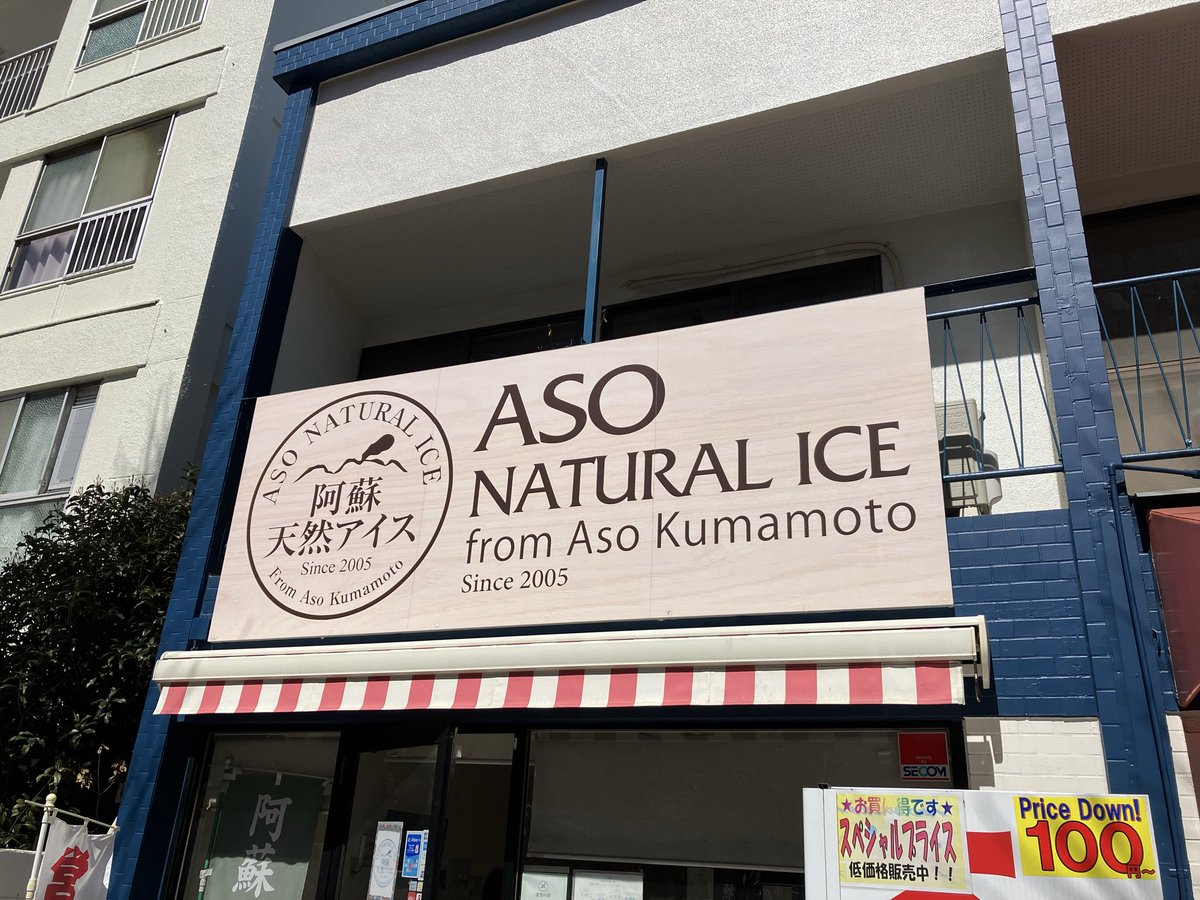 ASO NATURAL ICE
阿蘇
天然アイス
Since 2005
From Aso Kumamoto
ASO
NATURAL ICE
from Aso Kumamoto
Since 2005
SECOM
阿蘇
営
★お買い得です★
スペシャルプライス
低価格販売中！！
Price Down!
100円~